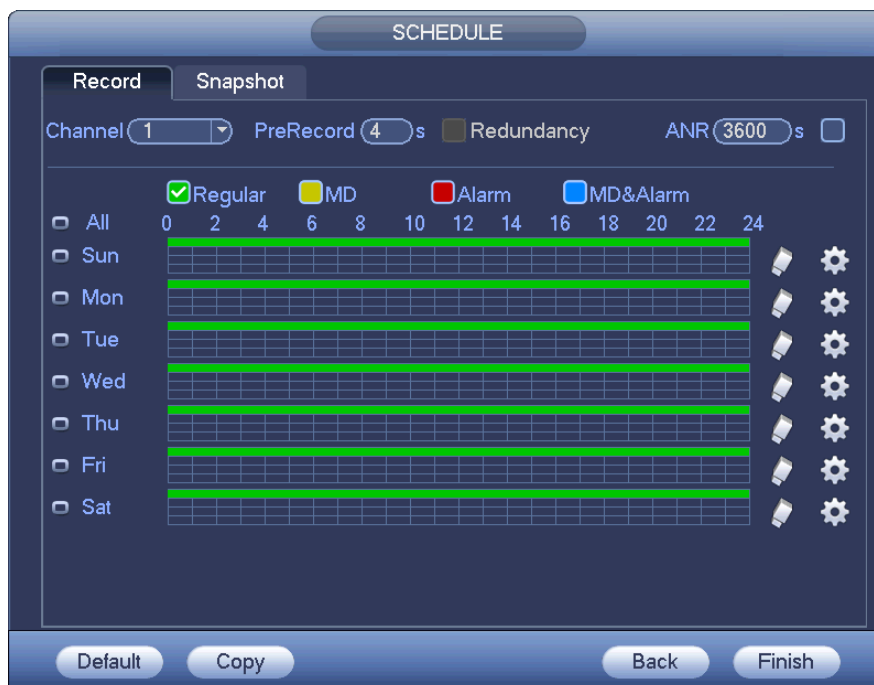 SCHEDULE
Record Snapshot
Channel 1 PreRecord 4 s Redundancy ANR 3600 s
Regular MD Alarm MD&Alarm
All 0 2 4 6 8 10 12 14 16 18 20 22 24
Sun
Mon
Tue
Wed
Thu
Fri
Sat
Default Copy Back Finish